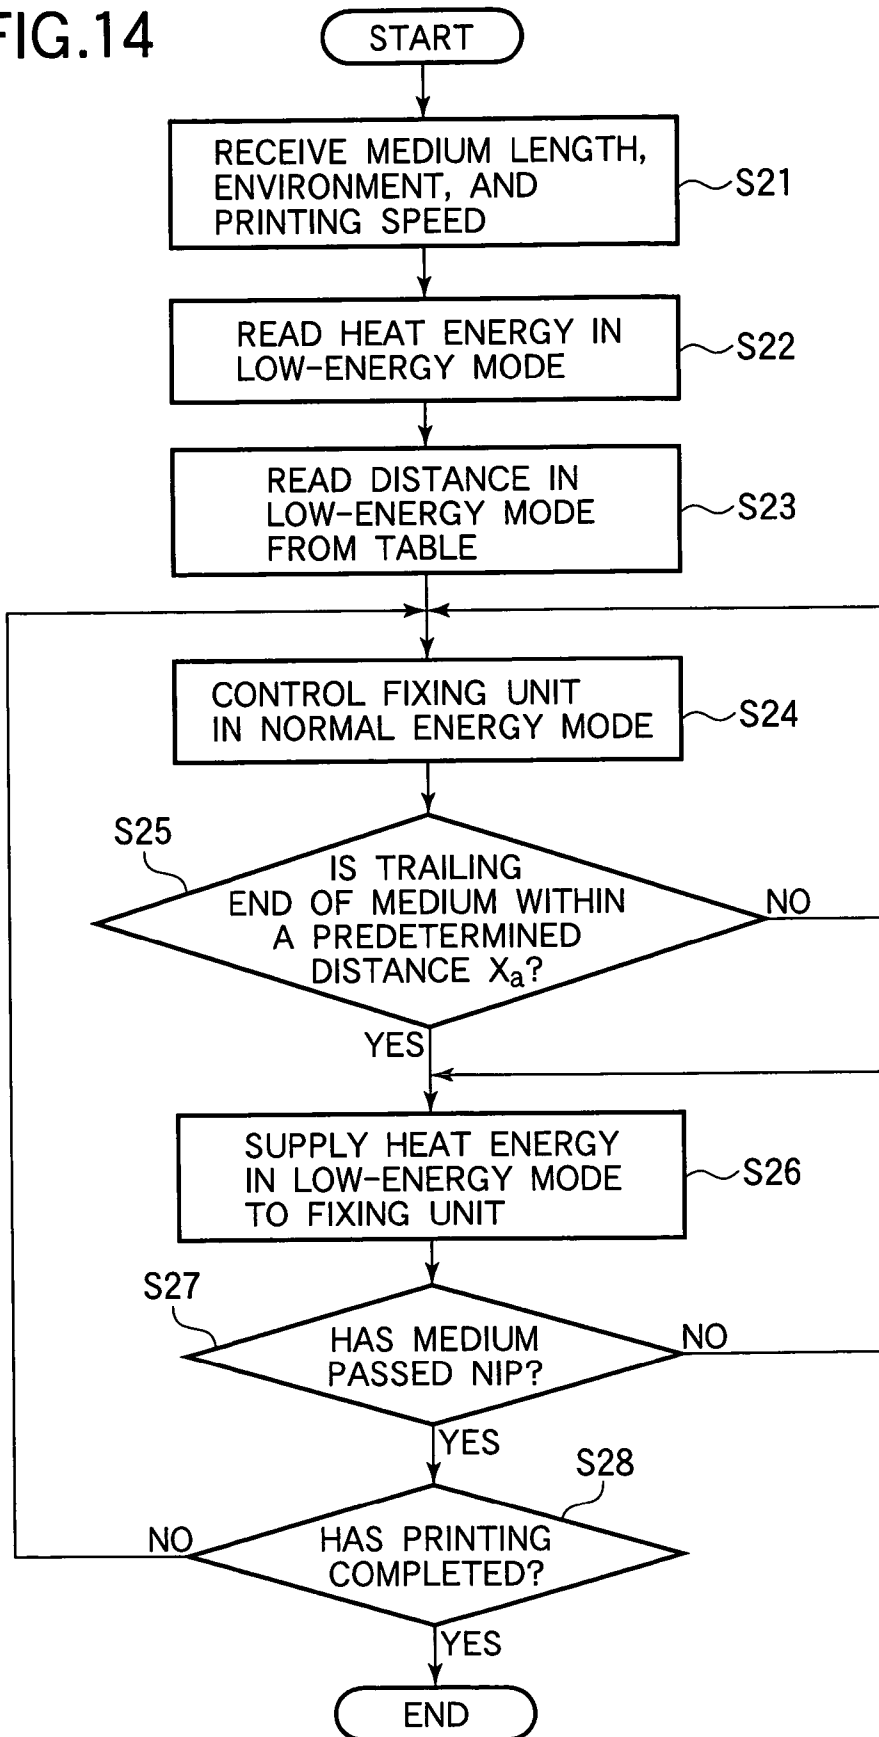 FIG.14
START
RECEIVE MEDIUM LENGTH,
ENVIRONMENT, AND
PRINTING SPEED
S21
READ HEAT ENERGY IN
LOW-ENERGY MODE
S22
READ DISTANCE IN
LOW-ENERGY MODE
FROM TABLE
S23
CONTROL FIXING UNIT
IN NORMAL ENERGY MODE
S24
S25
IS TRAILING
END OF MEDIUM WITHIN
A PREDETERMINED
DISTANCE Xa?
NO
YES
SUPPLY HEAT ENERGY
IN LOW-ENERGY MODE
TO FIXING UNIT
S26
S27
HAS MEDIUM
PASSED NIP?
NO
YES
S28
HAS PRINTING
COMPLETED?
NO
YES
END